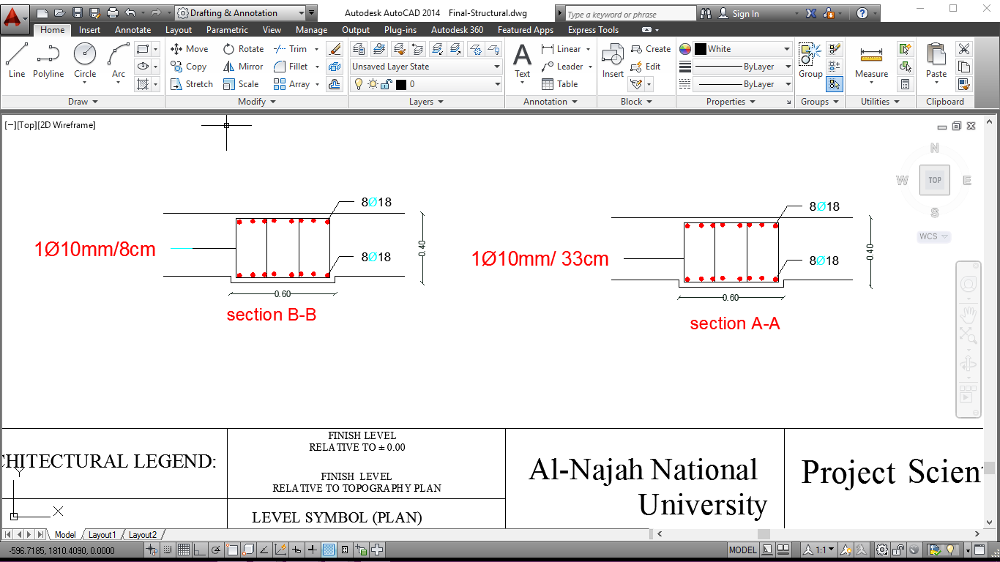 Drafting & Annotation
Autodesk AutoCAD 2014 Final-Structural.dwg
Type a keyword or phrase
Sign In
Home Insert Annotate Layout Parametric View Manage Output Plug-ins Autodesk 360 Featured Apps Express Tools
Line Polyline Circle Arc
Move Rotate Trim
Copy Mirror Fillet
Stretch Scale Array
Unsaved Layer State
0
Text
Linear
Leader
Table
Insert
Create
Edit
White
ByLayer
ByLayer
Group
Measure
Paste
Draw Modify Layers Annotation Block Properties Groups Utilities Clipboard
[−][Top][2D Wireframe]
N
W TOP E
S
WCS
8Ø18
1Ø10mm/8cm
8Ø18
0.40
0.60
section B-B
8Ø18
1Ø10mm/ 33cm
8Ø18
0.40
0.60
section A-A
CHITECTURAL LEGEND:
FINISH LEVEL
RELATIVE TO ± 0.00
FINISH LEVEL
RELATIVE TO TOPOGRAPHY PLAN
LEVEL SYMBOL (PLAN)
Al-Najah National
University
Project Scien
Y
X
Model Layout1 Layout2
-596.7185, 1810.4090, 0.0000
MODEL
1:1